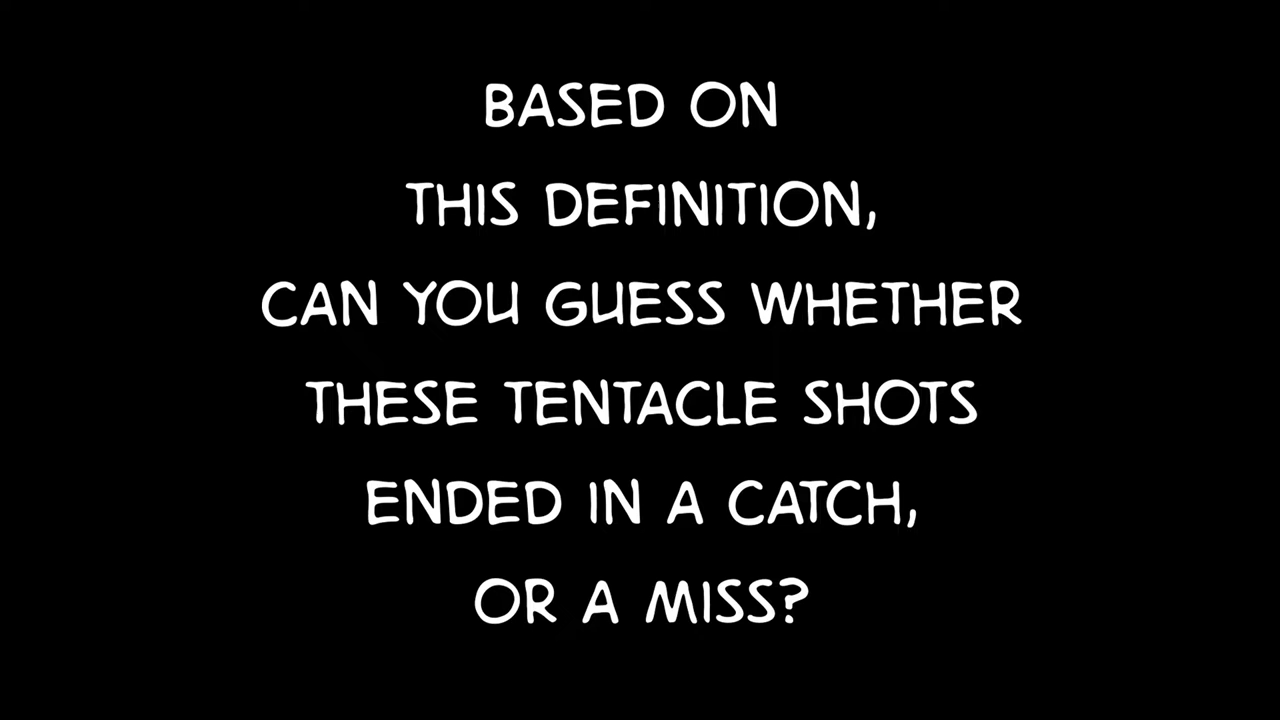 BASED ON
THIS DEFINITION,
CAN YOU GUESS WHETHER
THESE TENTACLE SHOTS
ENDED IN A CATCH,
OR A MISS?